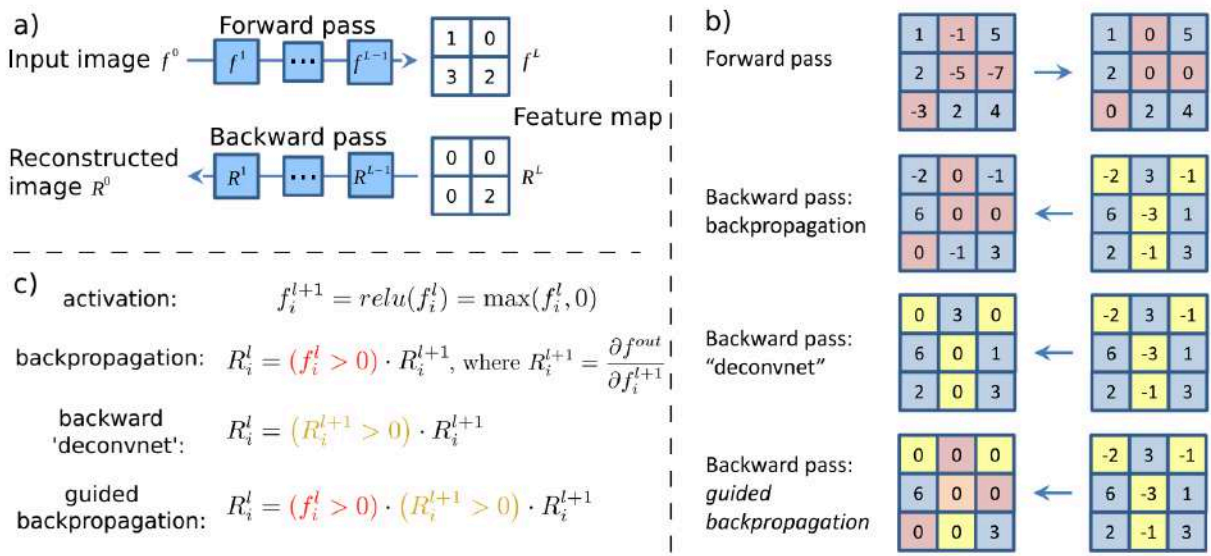 a)
Forward pass
Input image f^0
f^1
...
f^{L-1}
1 0
3 2
f^L
Feature map
Backward pass
Reconstructed
image R^0
R^1
...
R^{L-1}
0 0
0 2
R^L
b)
Forward pass
1 -1 5
2 -5 -7
-3 2 4
1 0 5
2 0 0
0 2 4
Backward pass:
backpropagation
-2 0 -1
6 0 0
0 -1 3
-2 3 -1
6 -3 1
2 -1 3
Backward pass:
“deconvnet”
0 3 0
6 0 1
2 0 3
-2 3 -1
6 -3 1
2 -1 3
Backward pass:
guided
backpropagation
0 0 0
6 0 0
0 0 3
-2 3 -1
6 -3 1
2 -1 3
c)
activation: f_i^{l+1} = relu(f_i^l) = max(f_i^l, 0)
backpropagation: R_i^l = (f_i^l > 0) · R_i^{l+1}, where R_i^{l+1} = ∂f^{out} / ∂f_i^{l+1}
backward
'deconvnet': R_i^l = (R_i^{l+1} > 0) · R_i^{l+1}
guided
backpropagation: R_i^l = (f_i^l > 0) · (R_i^{l+1} > 0) · R_i^{l+1}